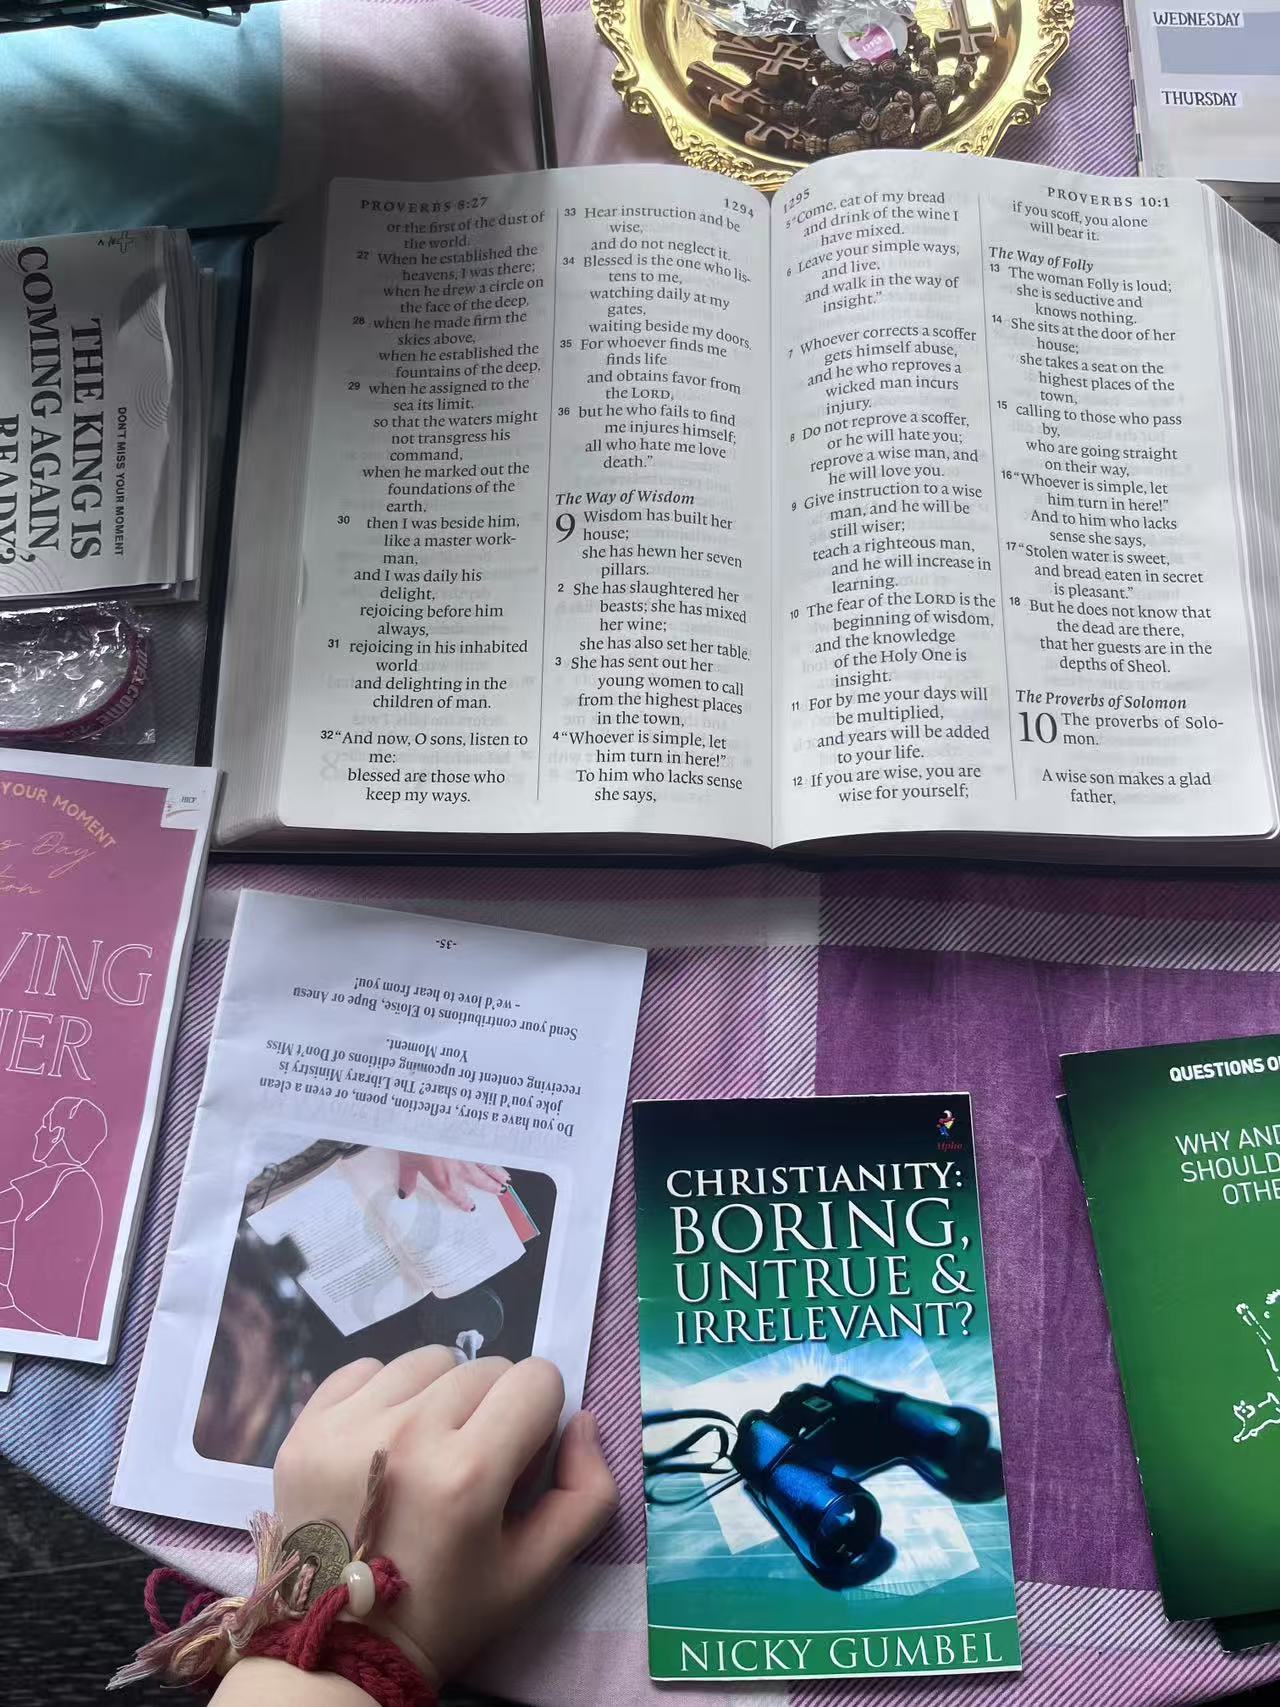 WEDNESDAY
THURSDAY
PROVERBS 8:27
1294
or the first of the dust of
the world.
27 When he established the
heavens, I was there;
when he drew a circle on
the face of the deep,
28 when he made firm the
skies above,
when he established the
fountains of the deep,
29 when he assigned to the
sea its limit,
so that the waters might
not transgress his
command,
when he marked out the
foundations of the
earth,
30 then I was beside him,
like a master work-
man,
and I was daily his
delight,
rejoicing before him
always,
31 rejoicing in his inhabited
world
and delighting in the
children of man.
32 “And now, O sons, listen to
me:
blessed are those who
keep my ways.
33 Hear instruction and be
wise,
and do not neglect it.
34 Blessed is the one who lis-
tens to me,
watching daily at my
gates,
waiting beside my doors.
35 For whoever finds me
finds life
and obtains favor from
the LORD,
36 but he who fails to find
me injures himself;
all who hate me love
death.”
The Way of Wisdom
9 Wisdom has built her
house;
she has hewn her seven
pillars.
2 She has slaughtered her
beasts; she has mixed
her wine;
she has also set her table.
3 She has sent out her
young women to call
from the highest places
in the town,
4 “Whoever is simple, let
him turn in here!”
To him who lacks sense
she says,
1295
PROVERBS 10:1
5 “Come, eat of my bread
and drink of the wine I
have mixed.
6 Leave your simple ways,
and live,
and walk in the way of
insight.”
7 Whoever corrects a scoffer
gets himself abuse,
and he who reproves a
wicked man incurs
injury.
8 Do not reprove a scoffer,
or he will hate you;
reprove a wise man, and
he will love you.
9 Give instruction to a wise
man, and he will be
still wiser;
teach a righteous man,
and he will increase in
learning.
10 The fear of the LORD is the
beginning of wisdom,
and the knowledge
of the Holy One is
insight.
11 For by me your days will
be multiplied,
and years will be added
to your life.
12 If you are wise, you are
wise for yourself;
if you scoff, you alone
will bear it.
The Way of Folly
13 The woman Folly is loud;
she is seductive and
knows nothing.
14 She sits at the door of her
house;
she takes a seat on the
highest places of the
town,
15 calling to those who pass
by,
who are going straight
on their way,
16 “Whoever is simple, let
him turn in here!”
And to him who lacks
sense she says,
17 “Stolen water is sweet,
and bread eaten in secret
is pleasant.”
18 But he does not know that
the dead are there,
that her guests are in the
depths of Sheol.
The Proverbs of Solomon
10 The proverbs of Solo-
mon.
A wise son makes a glad
father,
DON'T MISS YOUR MOMENT
THE KING IS
COMING AGAIN,
READY?
YOUR MOMENT
HICF
Day
VING
HER
Do you have a story, reflection, poem, or even a clean
joke you'd like to share? The Library Ministry is
receiving content for upcoming editions of Don't Miss
Your Moment.
Send your contributions to Eloise, Bupe or Anesu
- we'd love to hear from you!
-35-
CHRISTIANITY:
BORING,
UNTRUE &
IRRELEVANT?
NICKY GUMBEL
QUESTIONS O
WHY AND
SHOULD
OTHE